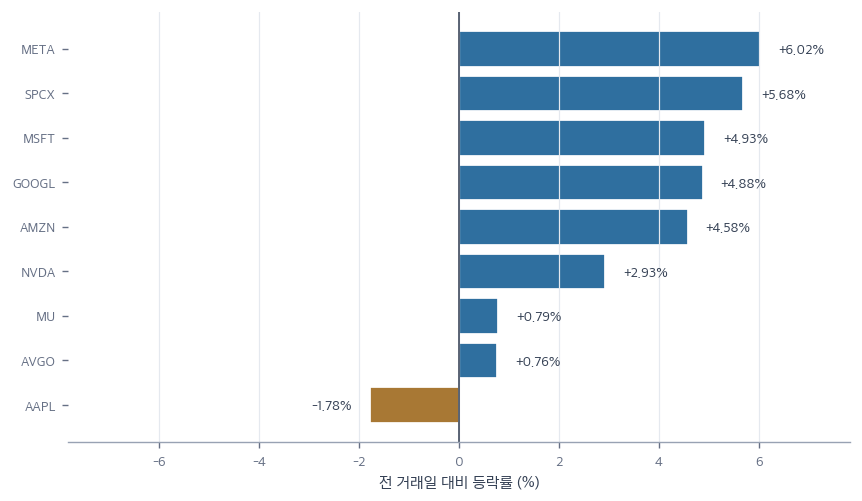 META +6.02%
SPCX +5.68%
MSFT +4.93%
GOOGL +4.88%
AMZN +4.58%
NVDA +2.93%
MU +0.79%
AVGO +0.76%
AAPL −1.78%
−6 −4 −2 0 2 4 6
전 거래일 대비 등락률 (%)